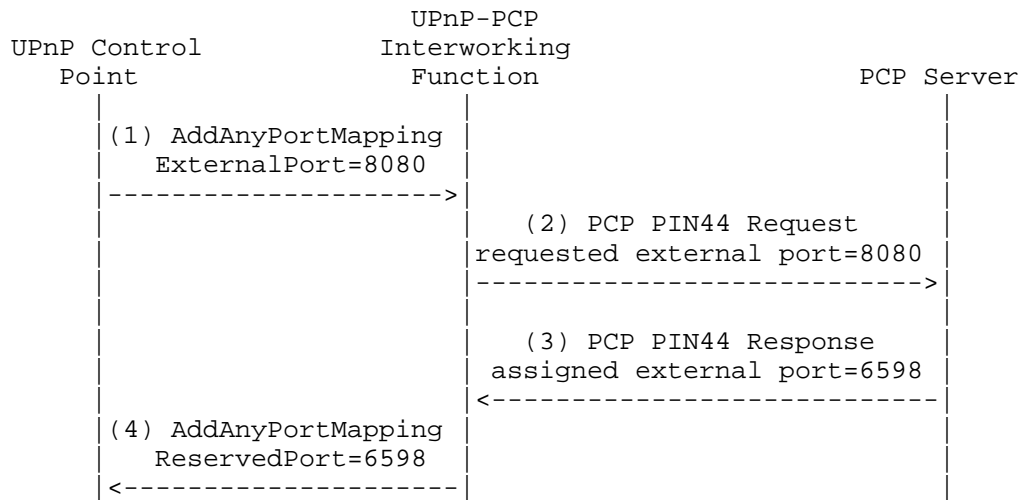 UPnP-PCP
UPnP Control Interworking
Point Function PCP Server
(1) AddAnyPortMapping
ExternalPort=8080
(2) PCP PIN44 Request
requested external port=8080
(3) PCP PIN44 Response
assigned external port=6598
(4) AddAnyPortMapping
ReservedPort=6598